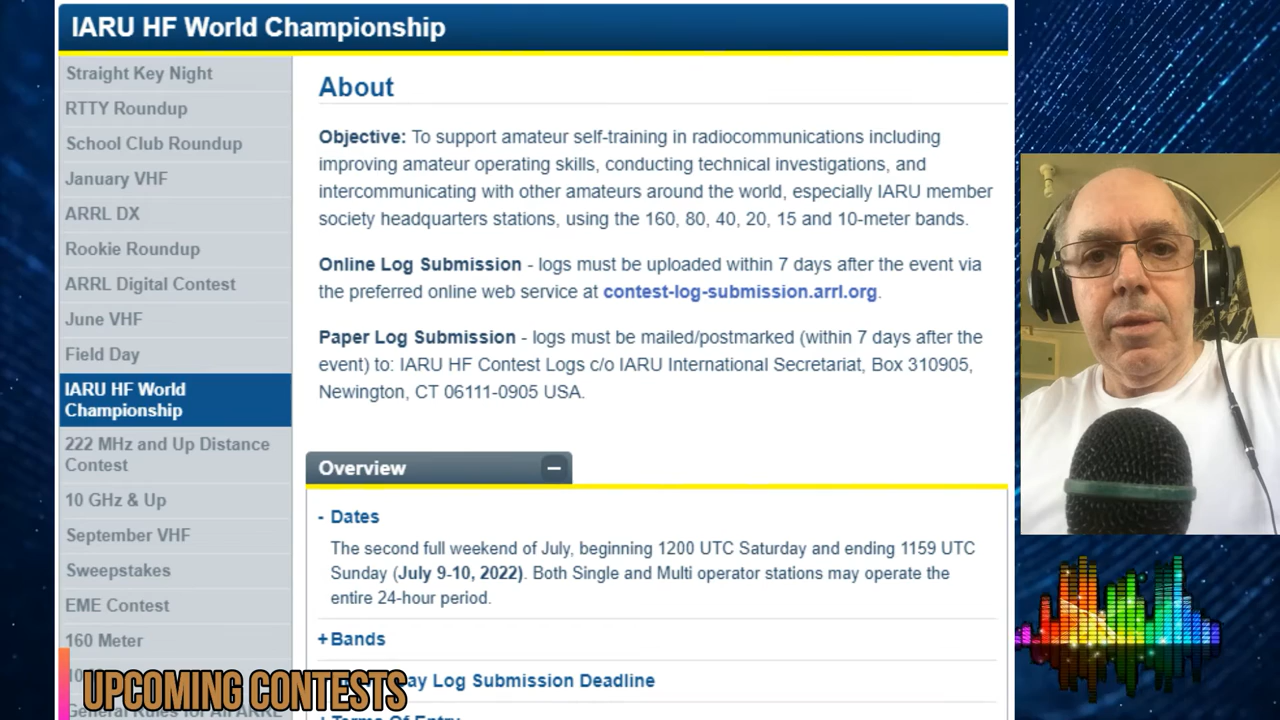 IARU HF World Championship
Straight Key Night
RTTY Roundup
School Club Roundup
January VHF
ARRL DX
Rookie Roundup
ARRL Digital Contest
June VHF
Field Day
IARU HF World
Championship
222 MHz and Up Distance
Contest
10 GHz & Up
September VHF
Sweepstakes
EME Contest
160 Meter
General Rules for All ARRL
About
Objective: To support amateur self-training in radiocommunications including
improving amateur operating skills, conducting technical investigations, and
intercommunicating with other amateurs around the world, especially IARU member
society headquarters stations, using the 160, 80, 40, 20, 15 and 10-meter bands.
Online Log Submission - logs must be uploaded within 7 days after the event via
the preferred online web service at contest-log-submission.arrl.org.
Paper Log Submission - logs must be mailed/postmarked (within 7 days after the
event) to: IARU HF Contest Logs c/o IARU International Secretariat, Box 310905,
Newington, CT 06111-0905 USA.
Overview
- Dates
The second full weekend of July, beginning 1200 UTC Saturday and ending 1159 UTC
Sunday (July 9-10, 2022). Both Single and Multi operator stations may operate the
entire 24-hour period.
+Bands
ay Log Submission Deadline
+Terms Of Entry
UPCOMING CONTESTS